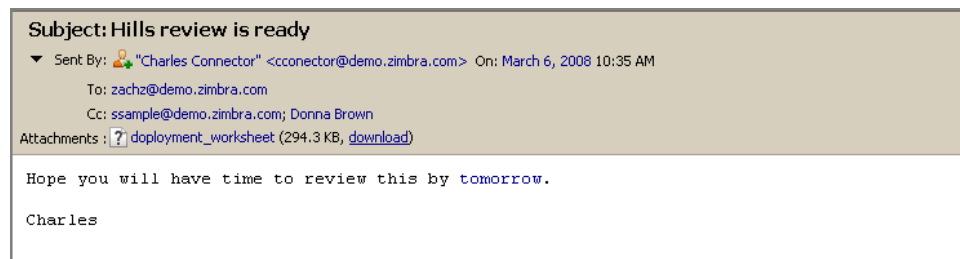 Subject: Hills review is ready
Sent By: "Charles Connector" <cconector@demo.zimbra.com> On: March 6, 2008 10:35 AM
To: zachz@demo.zimbra.com
Cc: ssample@demo.zimbra.com; Donna Brown
Attachments : ? doployment_worksheet (294.3 KB, download)
Hope you will have time to review this by tomorrow.
Charles